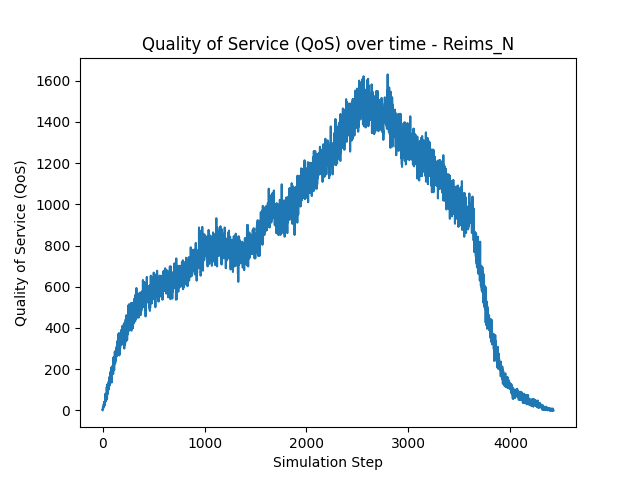 Quality of Service (QoS) over time - Reims_N
1600
1400
1200
1000
800
600
400
200
0
Quality of Service (QoS)
0 1000 2000 3000 4000
Simulation Step